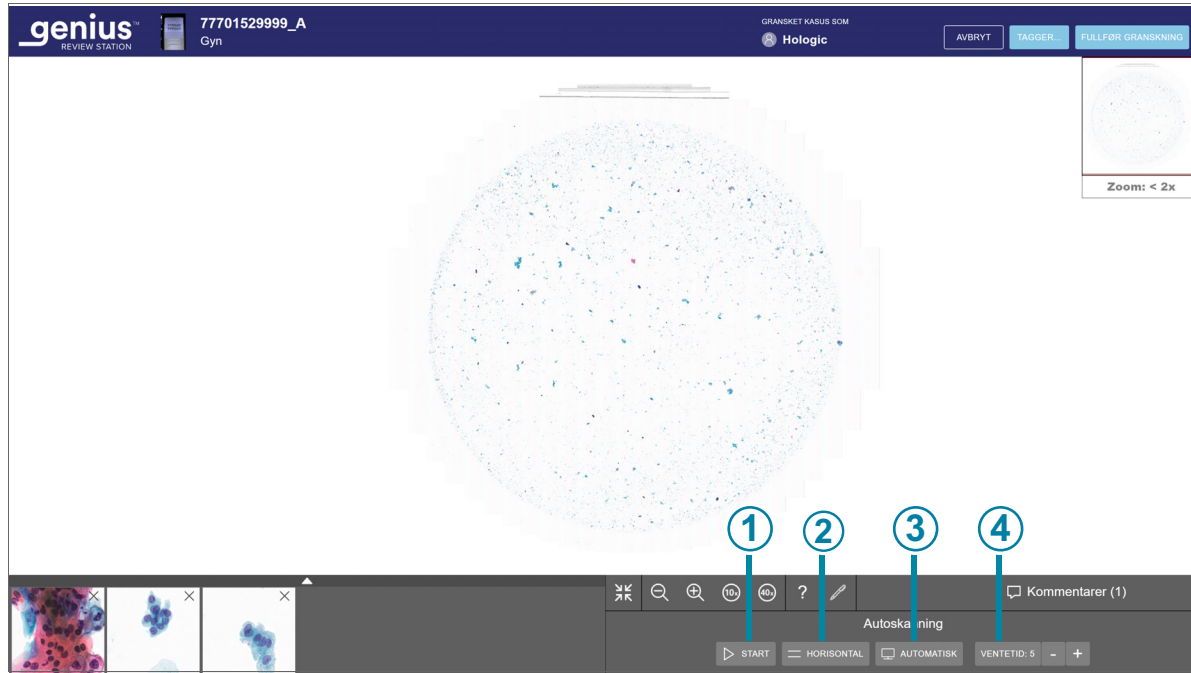 genius™
REVIEW STATION
77701529999_A
Gyn
GRANSKET KASUS SOM
Hologic
AVBRYT
TAGGER...
FULLFØR GRANSKNING
Zoom: < 2x
1
2
3
4
10x
40x
?
Kommentarer (1)
Autoskanning
START
HORISONTAL
AUTOMATISK
VENTETID: 5
-
+